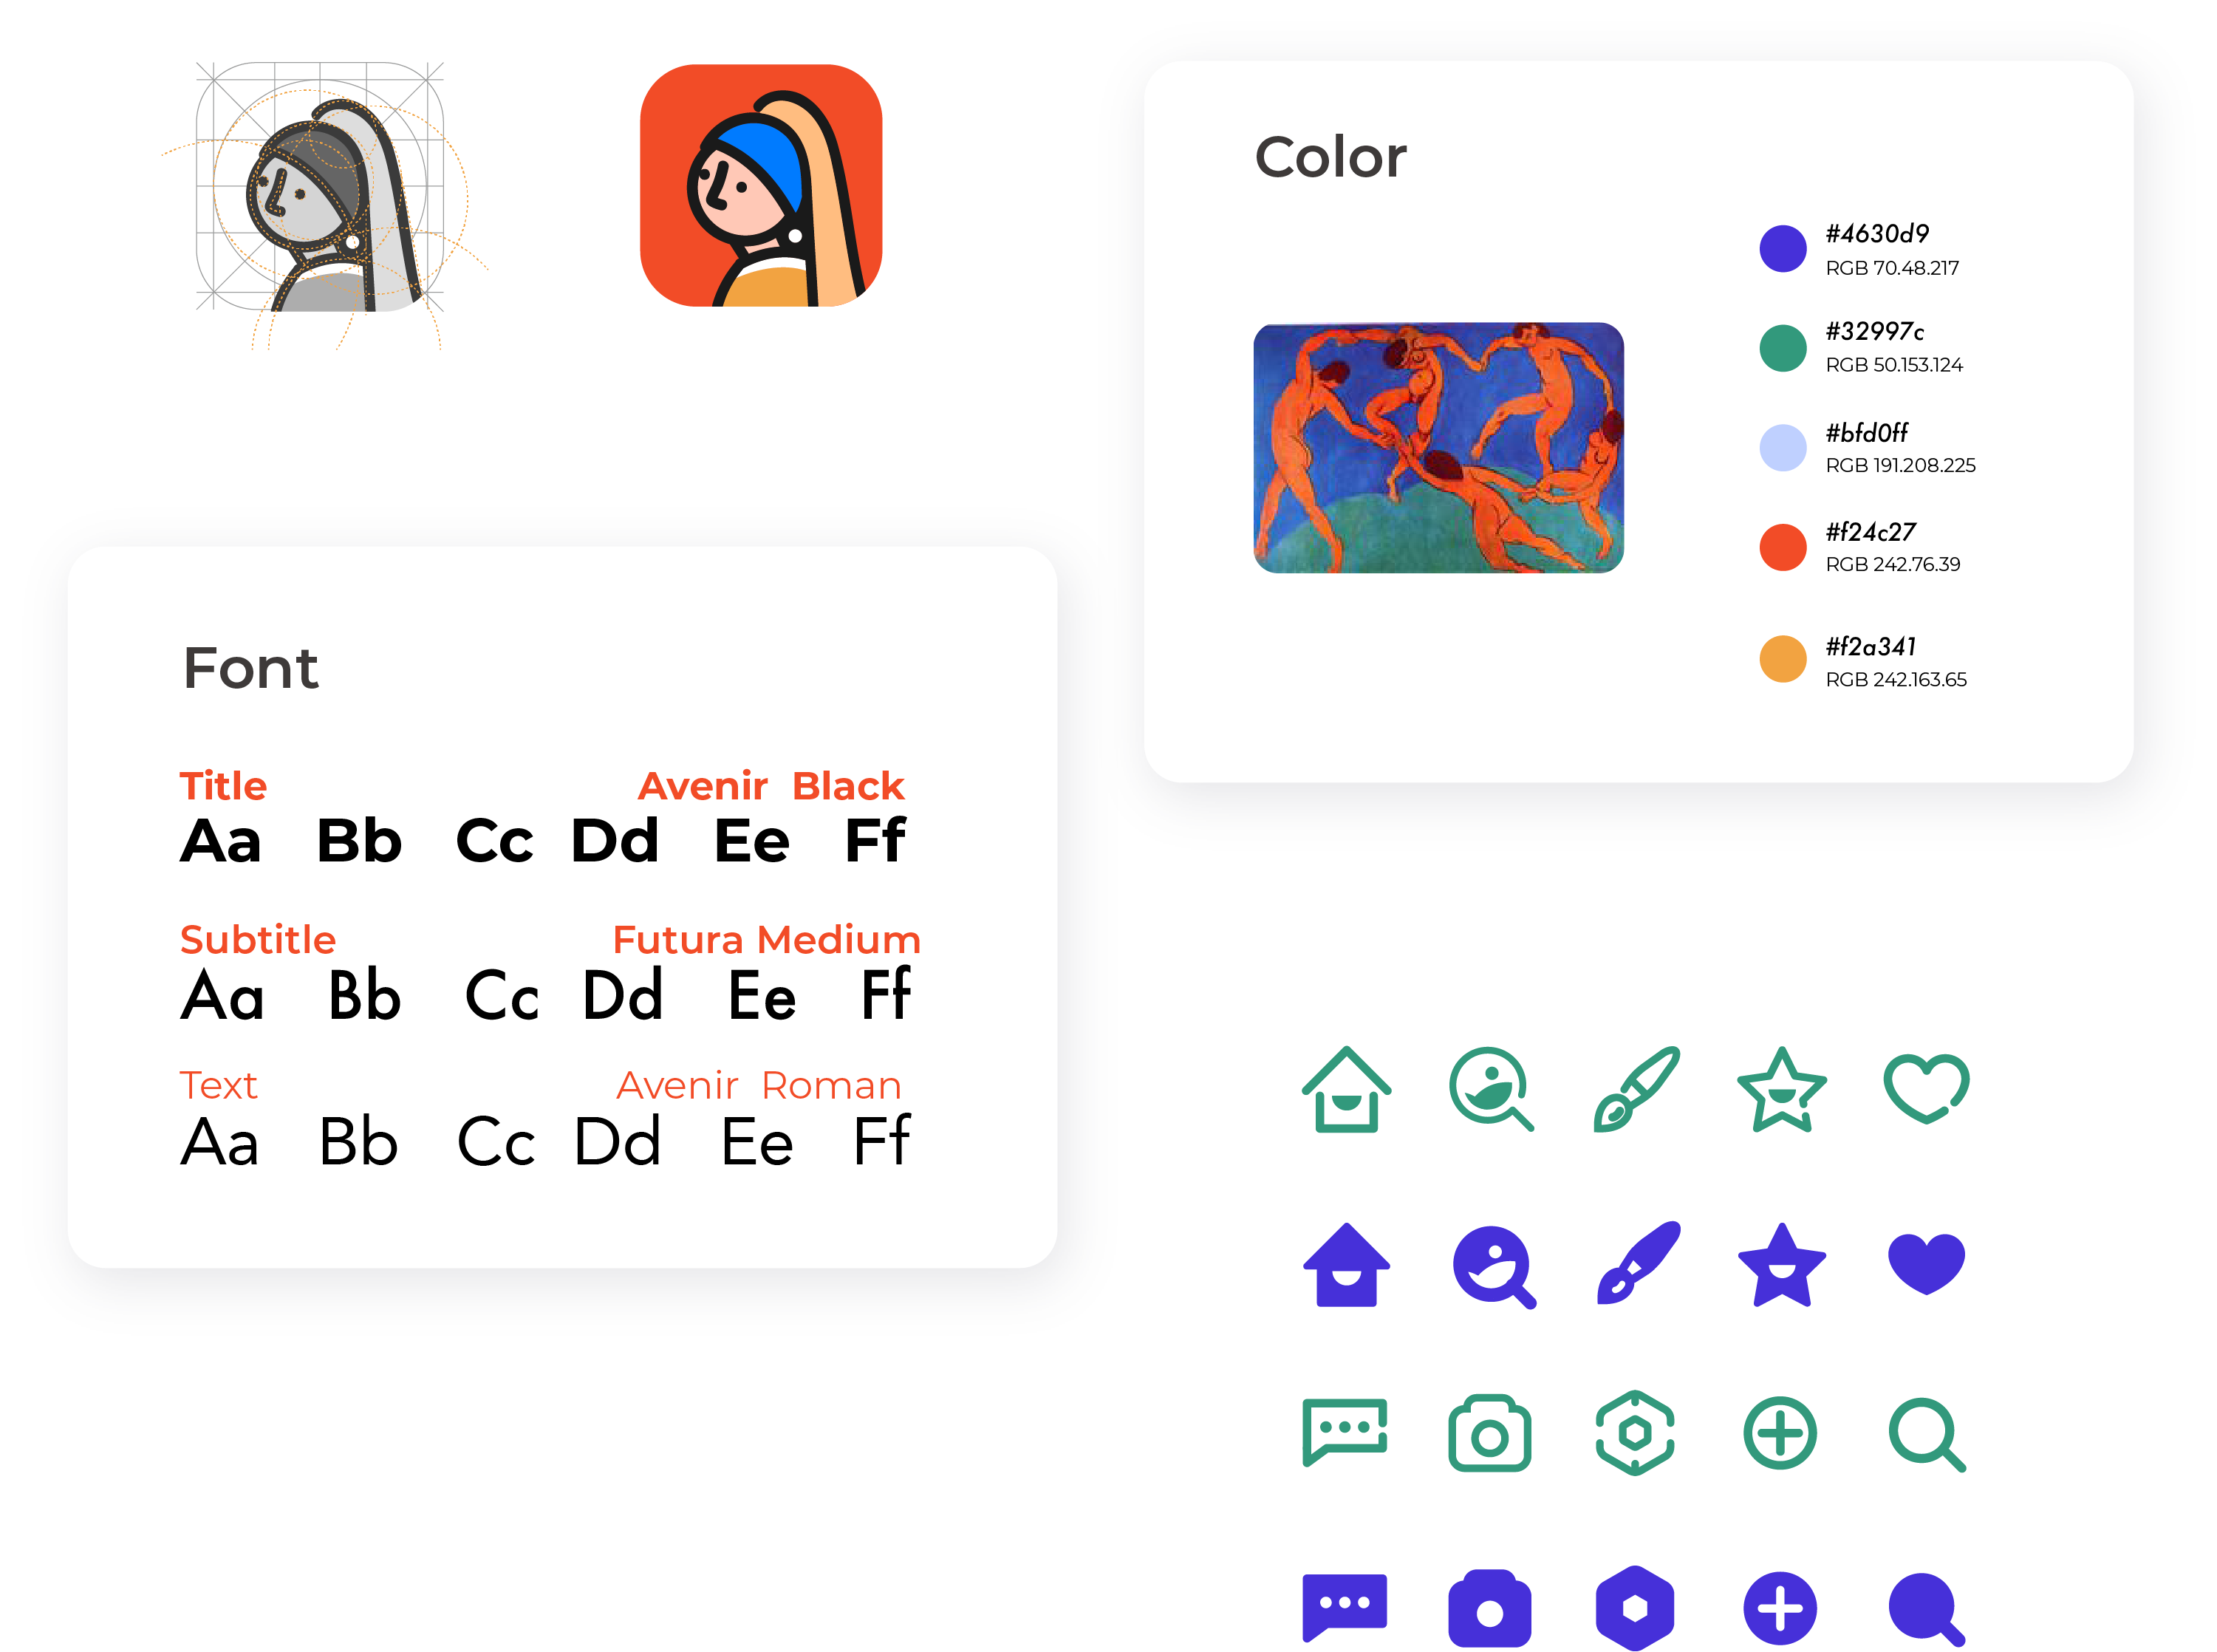 Color
#4630d9
RGB 70.48.217
#32997c
RGB 50.153.124
#bfd0ff
RGB 191.208.225
#f24c27
RGB 242.76.39
#f2a341
RGB 242.163.65
Font
Title Avenir Black
Aa Bb Cc Dd Ee Ff
Subtitle Futura Medium
Aa Bb Cc Dd Ee Ff
Text Avenir Roman
Aa Bb Cc Dd Ee Ff